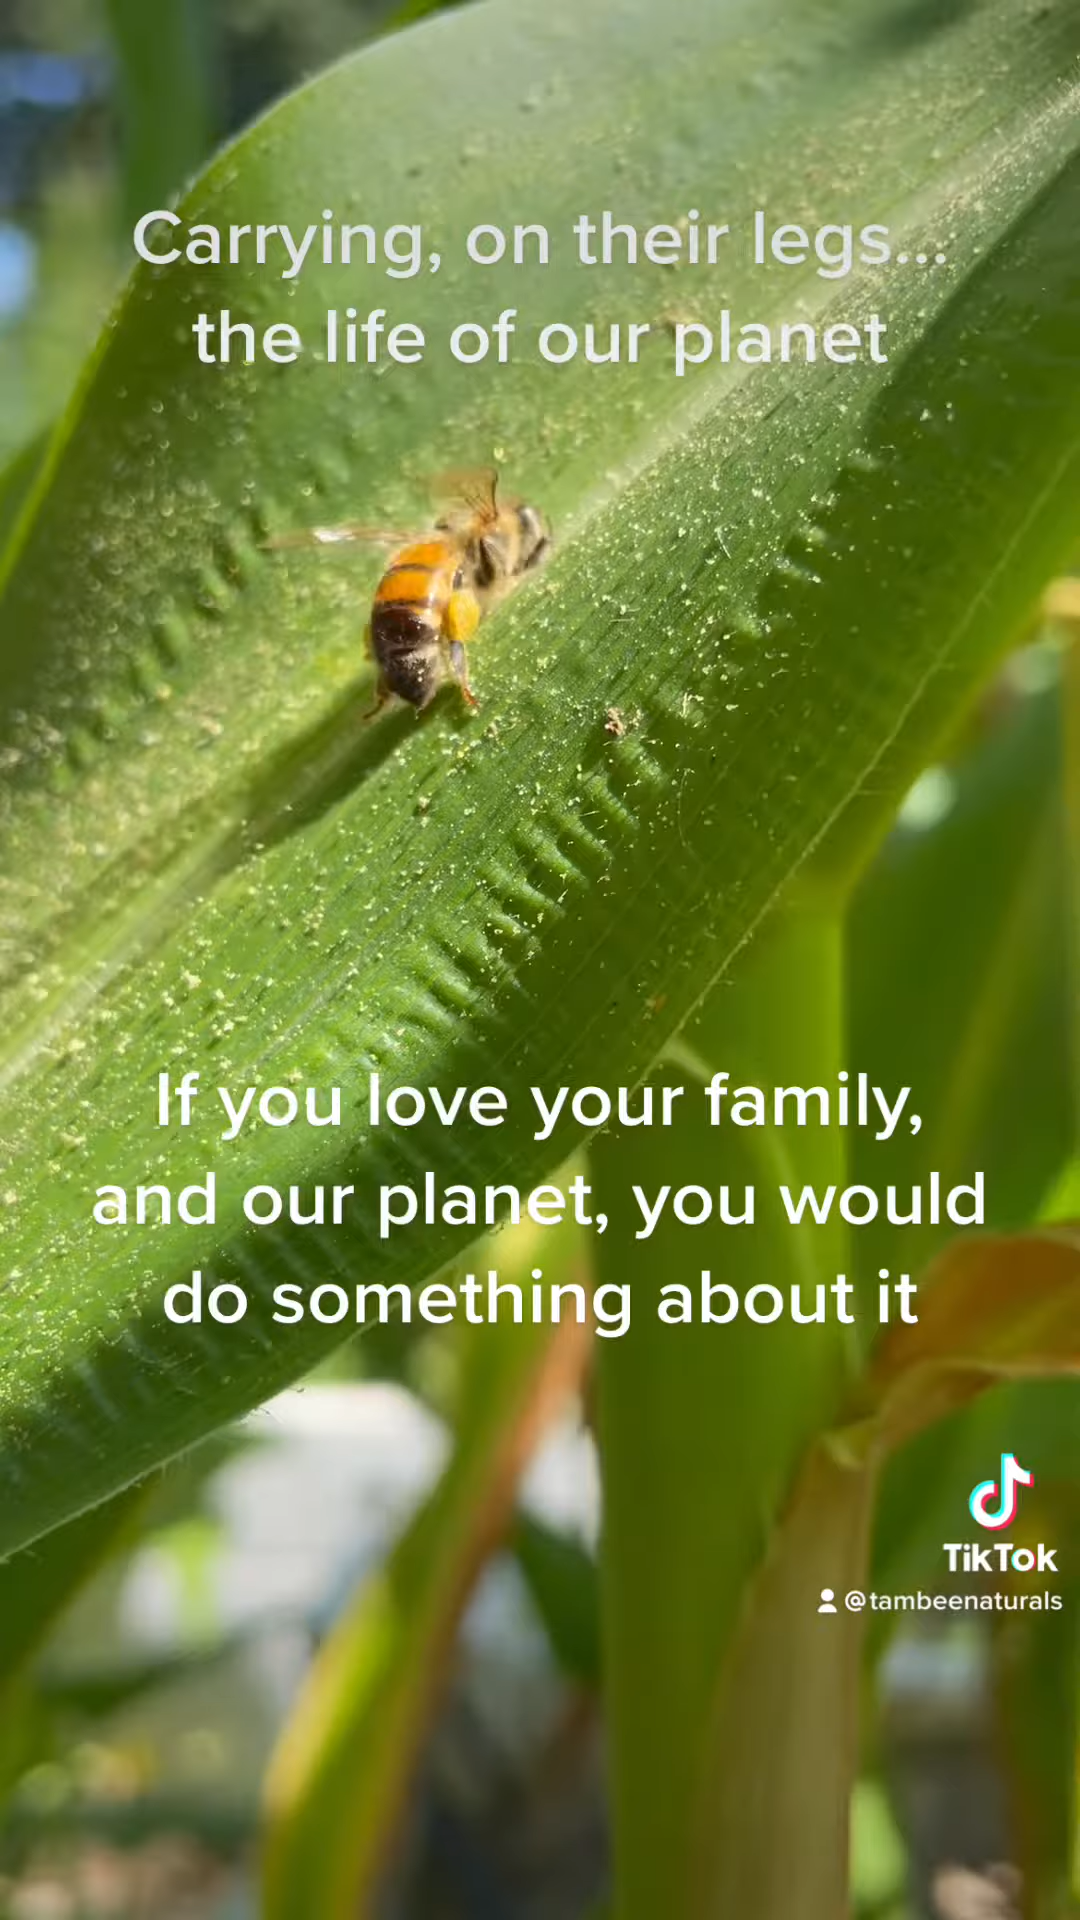 Carrying, on their legs...
the life of our planet
If you love your family,
and our planet, you would
do something about it
TikTok
@tambeenaturals